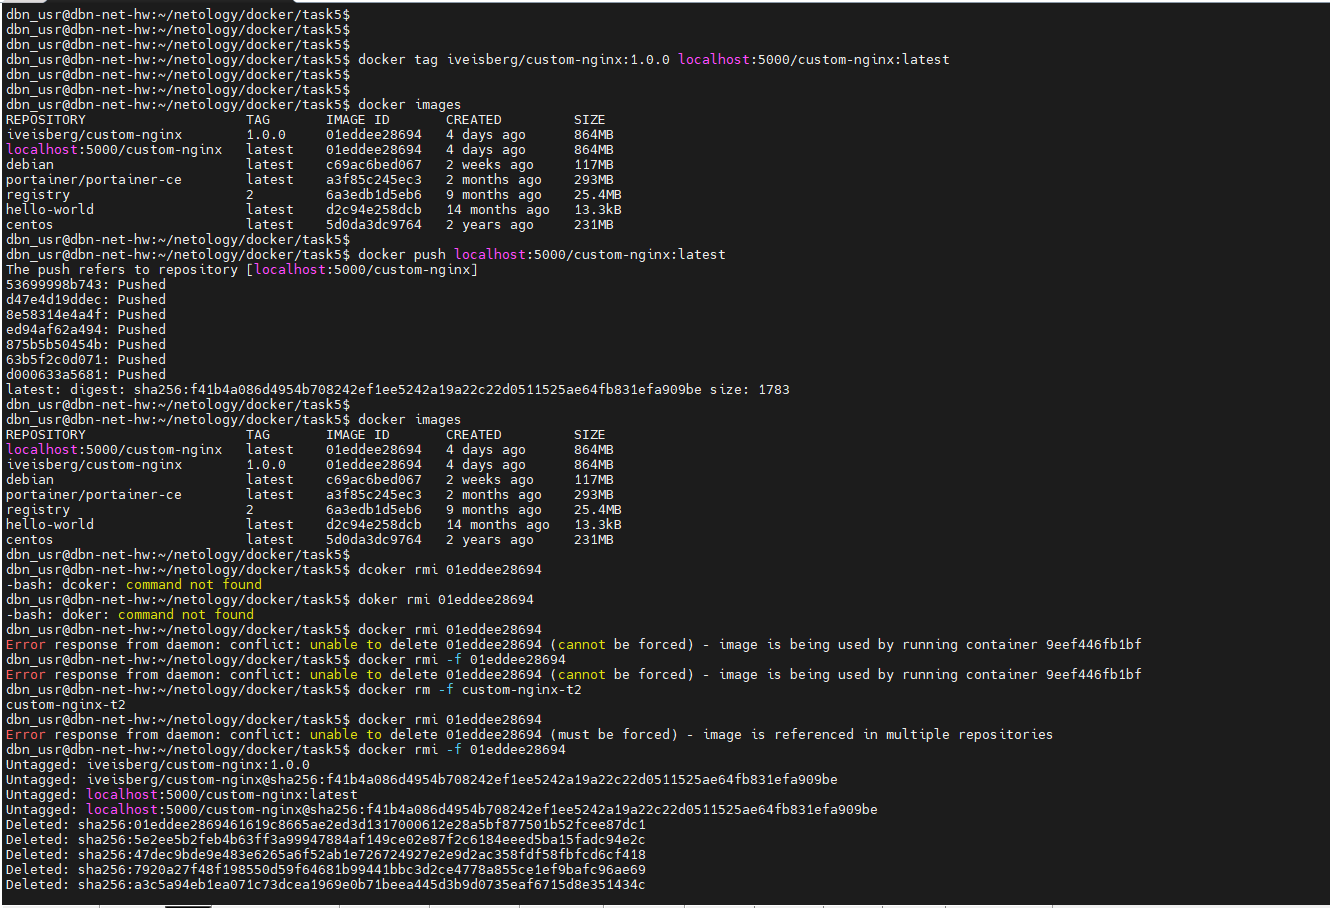 dbn_usr@dbn-net-hw:~/netology/docker/task5$
dbn_usr@dbn-net-hw:~/netology/docker/task5$
dbn_usr@dbn-net-hw:~/netology/docker/task5$
dbn_usr@dbn-net-hw:~/netology/docker/task5$ docker tag iveisberg/custom-nginx:1.0.0 localhost:5000/custom-nginx:latest
dbn_usr@dbn-net-hw:~/netology/docker/task5$
dbn_usr@dbn-net-hw:~/netology/docker/task5$
dbn_usr@dbn-net-hw:~/netology/docker/task5$ docker images
REPOSITORY                    TAG       IMAGE ID       CREATED         SIZE
iveisberg/custom-nginx        1.0.0     01eddee28694   4 days ago      864MB
localhost:5000/custom-nginx   latest    01eddee28694   4 days ago      864MB
debian                        latest    c69ac6bed067   2 weeks ago     117MB
portainer/portainer-ce        latest    a3f85c245ec3   2 months ago    293MB
registry                      2         6a3edb1d5eb6   9 months ago    25.4MB
hello-world                   latest    d2c94e258dcb   14 months ago   13.3kB
centos                        latest    5d0da3dc9764   2 years ago     231MB
dbn_usr@dbn-net-hw:~/netology/docker/task5$
dbn_usr@dbn-net-hw:~/netology/docker/task5$ docker push localhost:5000/custom-nginx:latest
The push refers to repository [localhost:5000/custom-nginx]
53699998b743: Pushed
d47e4d19ddec: Pushed
8e58314e4a4f: Pushed
ed94af62a494: Pushed
875b5b50454b: Pushed
63b5f2c0d071: Pushed
d000633a5681: Pushed
latest: digest: sha256:f41b4a086d4954b708242ef1ee5242a19a22c22d0511525ae64fb831efa909be size: 1783
dbn_usr@dbn-net-hw:~/netology/docker/task5$
dbn_usr@dbn-net-hw:~/netology/docker/task5$ docker images
REPOSITORY                    TAG       IMAGE ID       CREATED         SIZE
localhost:5000/custom-nginx   latest    01eddee28694   4 days ago      864MB
iveisberg/custom-nginx        1.0.0     01eddee28694   4 days ago      864MB
debian                        latest    c69ac6bed067   2 weeks ago     117MB
portainer/portainer-ce        latest    a3f85c245ec3   2 months ago    293MB
registry                      2         6a3edb1d5eb6   9 months ago    25.4MB
hello-world                   latest    d2c94e258dcb   14 months ago   13.3kB
centos                        latest    5d0da3dc9764   2 years ago     231MB
dbn_usr@dbn-net-hw:~/netology/docker/task5$
dbn_usr@dbn-net-hw:~/netology/docker/task5$ dcoker rmi 01eddee28694
-bash: dcoker: command not found
dbn_usr@dbn-net-hw:~/netology/docker/task5$ doker rmi 01eddee28694
-bash: doker: command not found
dbn_usr@dbn-net-hw:~/netology/docker/task5$ docker rmi 01eddee28694
Error response from daemon: conflict: unable to delete 01eddee28694 (cannot be forced) - image is being used by running container 9eef446fb1bf
dbn_usr@dbn-net-hw:~/netology/docker/task5$ docker rmi -f 01eddee28694
Error response from daemon: conflict: unable to delete 01eddee28694 (cannot be forced) - image is being used by running container 9eef446fb1bf
dbn_usr@dbn-net-hw:~/netology/docker/task5$ docker rm -f custom-nginx-t2
custom-nginx-t2
dbn_usr@dbn-net-hw:~/netology/docker/task5$ docker rmi 01eddee28694
Error response from daemon: conflict: unable to delete 01eddee28694 (must be forced) - image is referenced in multiple repositories
dbn_usr@dbn-net-hw:~/netology/docker/task5$ docker rmi -f 01eddee28694
Untagged: iveisberg/custom-nginx:1.0.0
Untagged: iveisberg/custom-nginx@sha256:f41b4a086d4954b708242ef1ee5242a19a22c22d0511525ae64fb831efa909be
Untagged: localhost:5000/custom-nginx:latest
Untagged: localhost:5000/custom-nginx@sha256:f41b4a086d4954b708242ef1ee5242a19a22c22d0511525ae64fb831efa909be
Deleted: sha256:01eddee2869461619c8665ae2ed3d1317000612e28a5bf877501b52fcee87dc1
Deleted: sha256:5e2ee5b2feb4b63ff3a99947884af149ce02e87f2c6184eeed5ba15fadc94e2c
Deleted: sha256:47dec9bde9e483e6265a6f52ab1e726724927e2e9d2ac358fdf58fbfcd6cf418
Deleted: sha256:7920a27f48f198550d59f64681b99441bbc3d2ce4778a855ce1ef9bafc96ae69
Deleted: sha256:a3c5a94eb1ea071c73dcea1969e0b71beea445d3b9d0735eaf6715d8e351434c